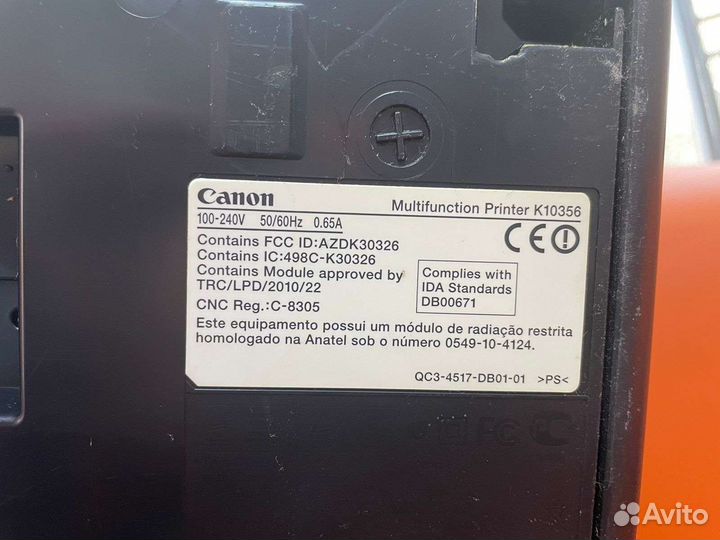 Canon
Multifunction Printer K10356
100-240V 50/60Hz 0.65A
Contains FCC ID:AZDK30326
Contains IC:498C-K30326
Contains Module approved by
TRC/LPD/2010/22
CNC Reg.:C-8305
Complies with
IDA Standards
DB00671
Este equipamento possui um módulo de radiação restrita
homologado na Anatel sob o número 0549-10-4124.
QC3-4517-DB01-01 >PS<
FC
Avito